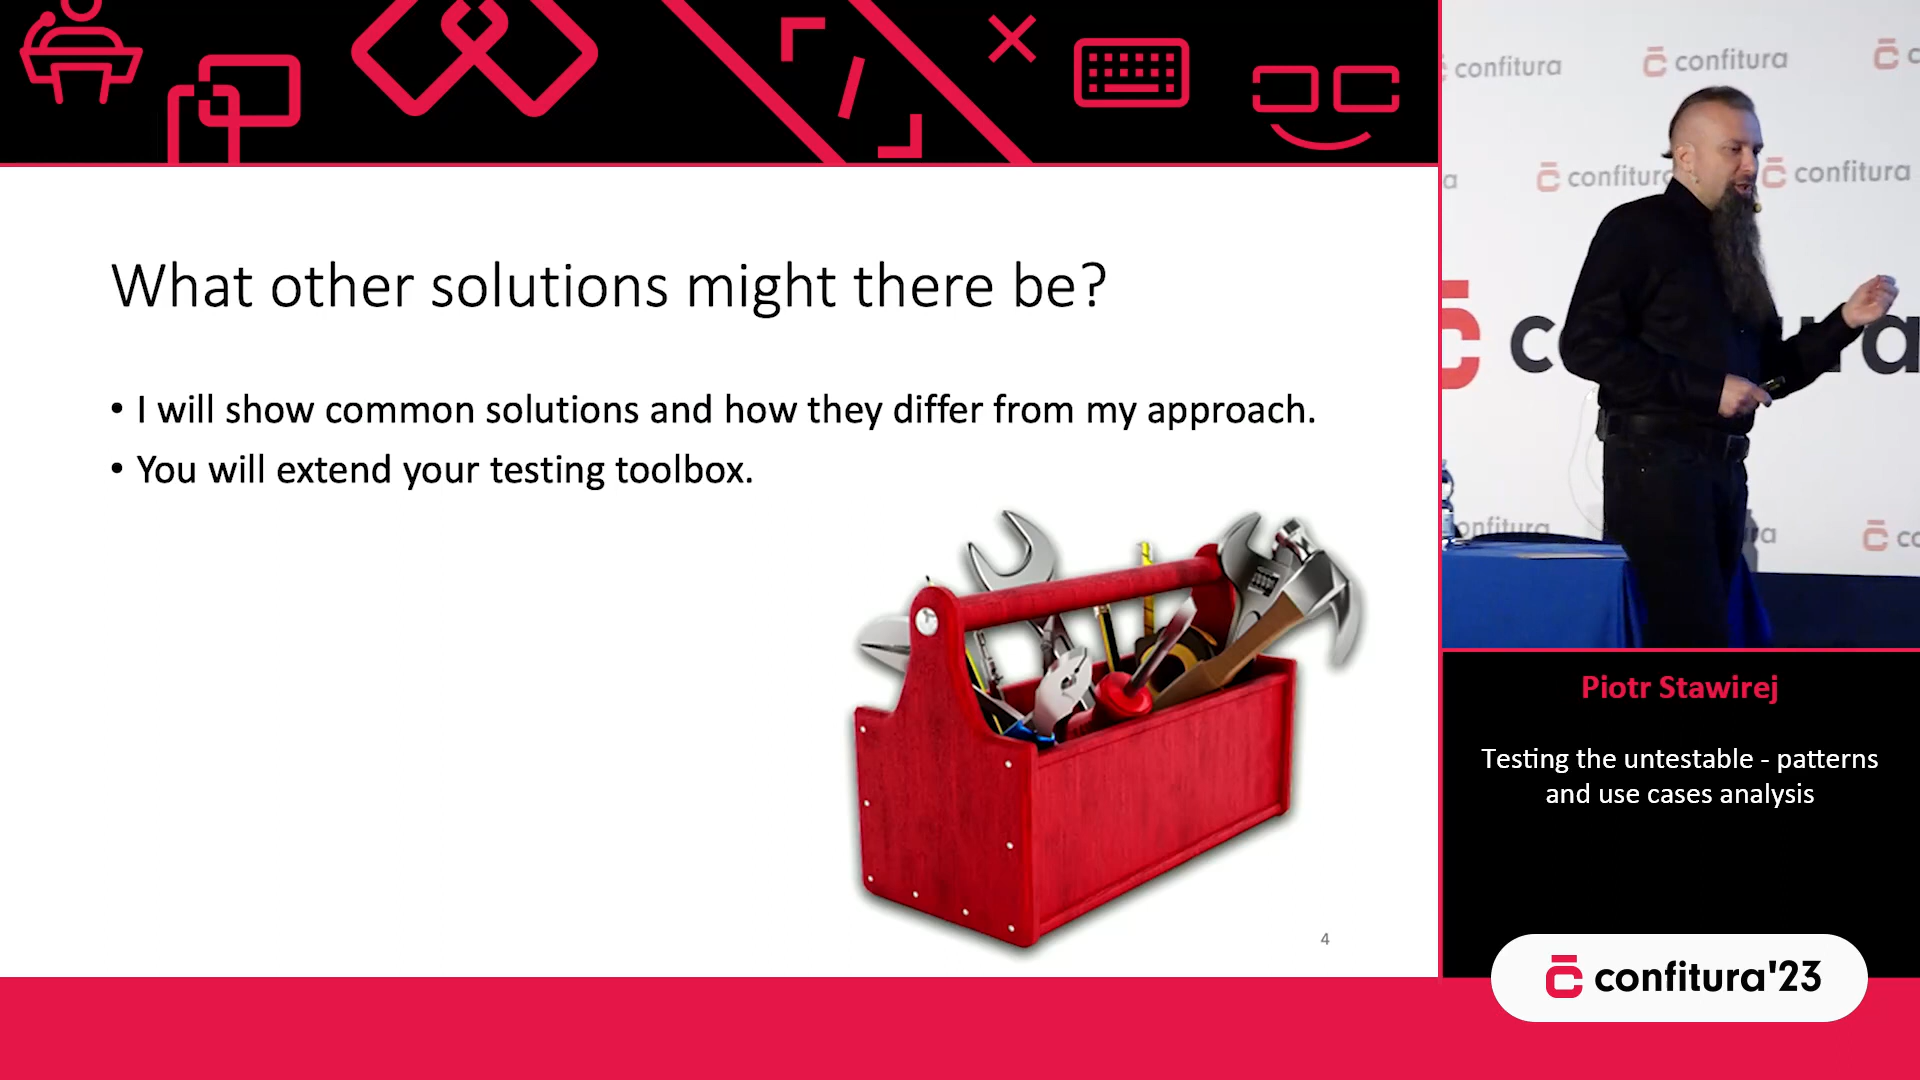 What other solutions might there be?
• I will show common solutions and how they differ from my approach.
• You will extend your testing toolbox.
4
confitura
confitura
confitura
confitura
Piotr Stawirej
Testing the untestable - patterns
and use cases analysis
confitura'23